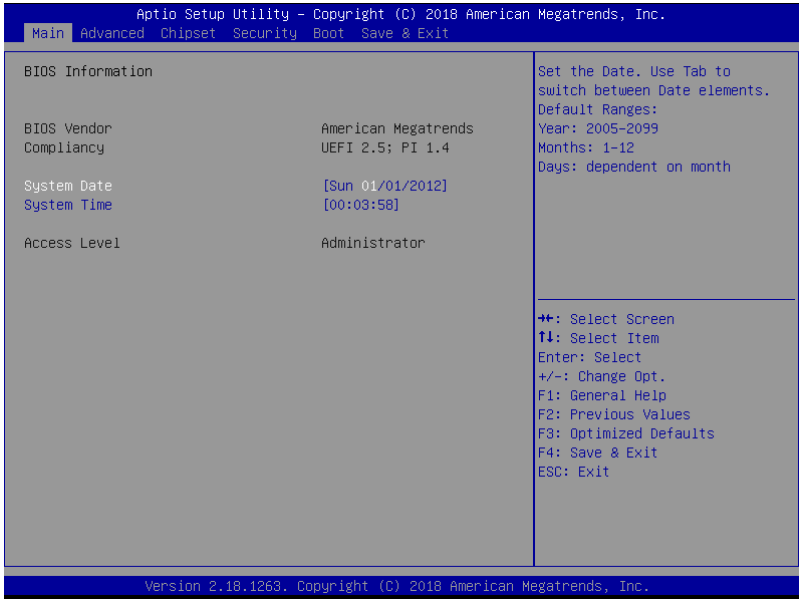 Aptio Setup Utility – Copyright (C) 2018 American Megatrends, Inc.
Main Advanced Chipset Security Boot Save & Exit
BIOS Information
BIOS Vendor American Megatrends
Compliancy UEFI 2.5; PI 1.4
System Date [Sun 01/01/2012]
System Time [00:03:58]
Access Level Administrator
Set the Date. Use Tab to
switch between Date elements.
Default Ranges:
Year: 2005-2099
Months: 1-12
Days: dependent on month
→←: Select Screen
↑↓: Select Item
Enter: Select
+/-: Change Opt.
F1: General Help
F2: Previous Values
F3: Optimized Defaults
F4: Save & Exit
ESC: Exit
Version 2.18.1263. Copyright (C) 2018 American Megatrends, Inc.